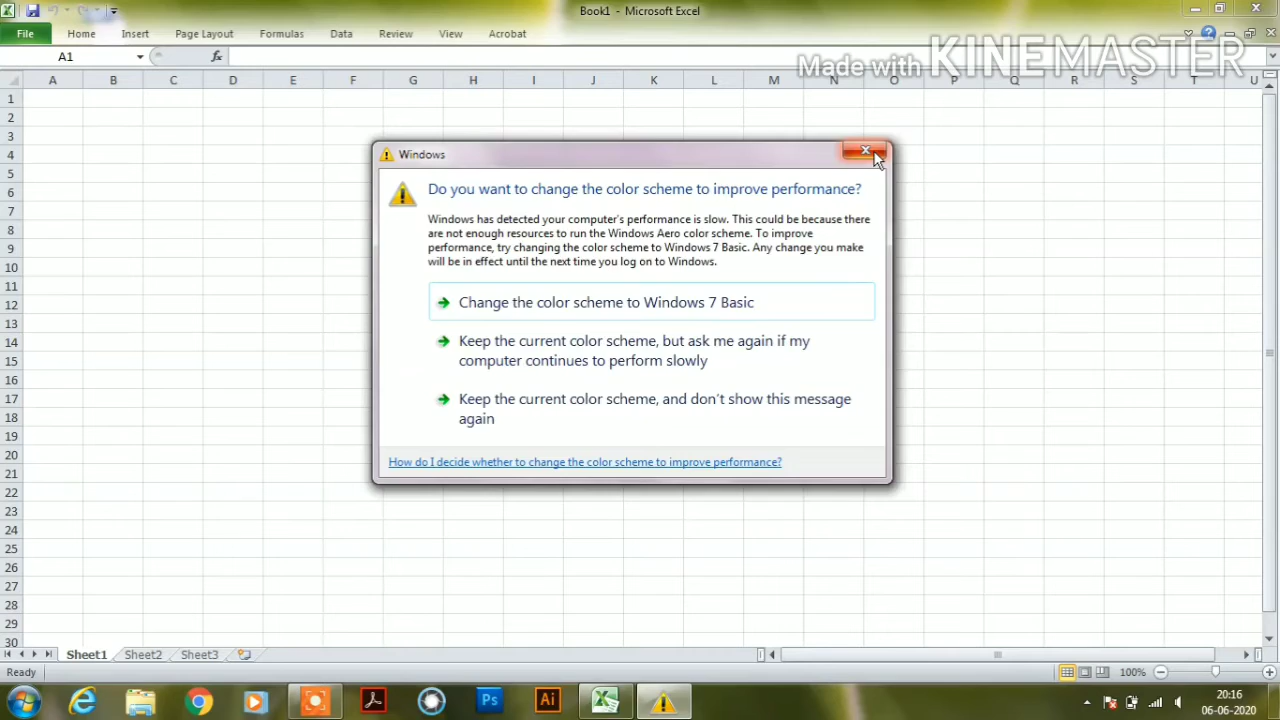 Book1 - Microsoft Excel
File Home Insert Page Layout Formulas Data Review View Acrobat
A1 fx
Made with KINEMASTER
A B C D E F G H I J K L M N O P Q R S T U
1
2
3
4
5
6
7
8
9
10
11
12
13
14
15
16
17
18
19
20
21
22
23
24
25
26
27
28
29
30
Windows
Do you want to change the color scheme to improve performance?
Windows has detected your computer's performance is slow. This could be because there
are not enough resources to run the Windows Aero color scheme. To improve
performance, try changing the color scheme to Windows 7 Basic. Any change you make
will be in effect until the next time you log on to Windows.
Change the color scheme to Windows 7 Basic
Keep the current color scheme, but ask me again if my
computer continues to perform slowly
Keep the current color scheme, and don't show this message
again
How do I decide whether to change the color scheme to improve performance?
Sheet1 Sheet2 Sheet3
Ready 100%
Ps Ai 20:16
06-06-2020